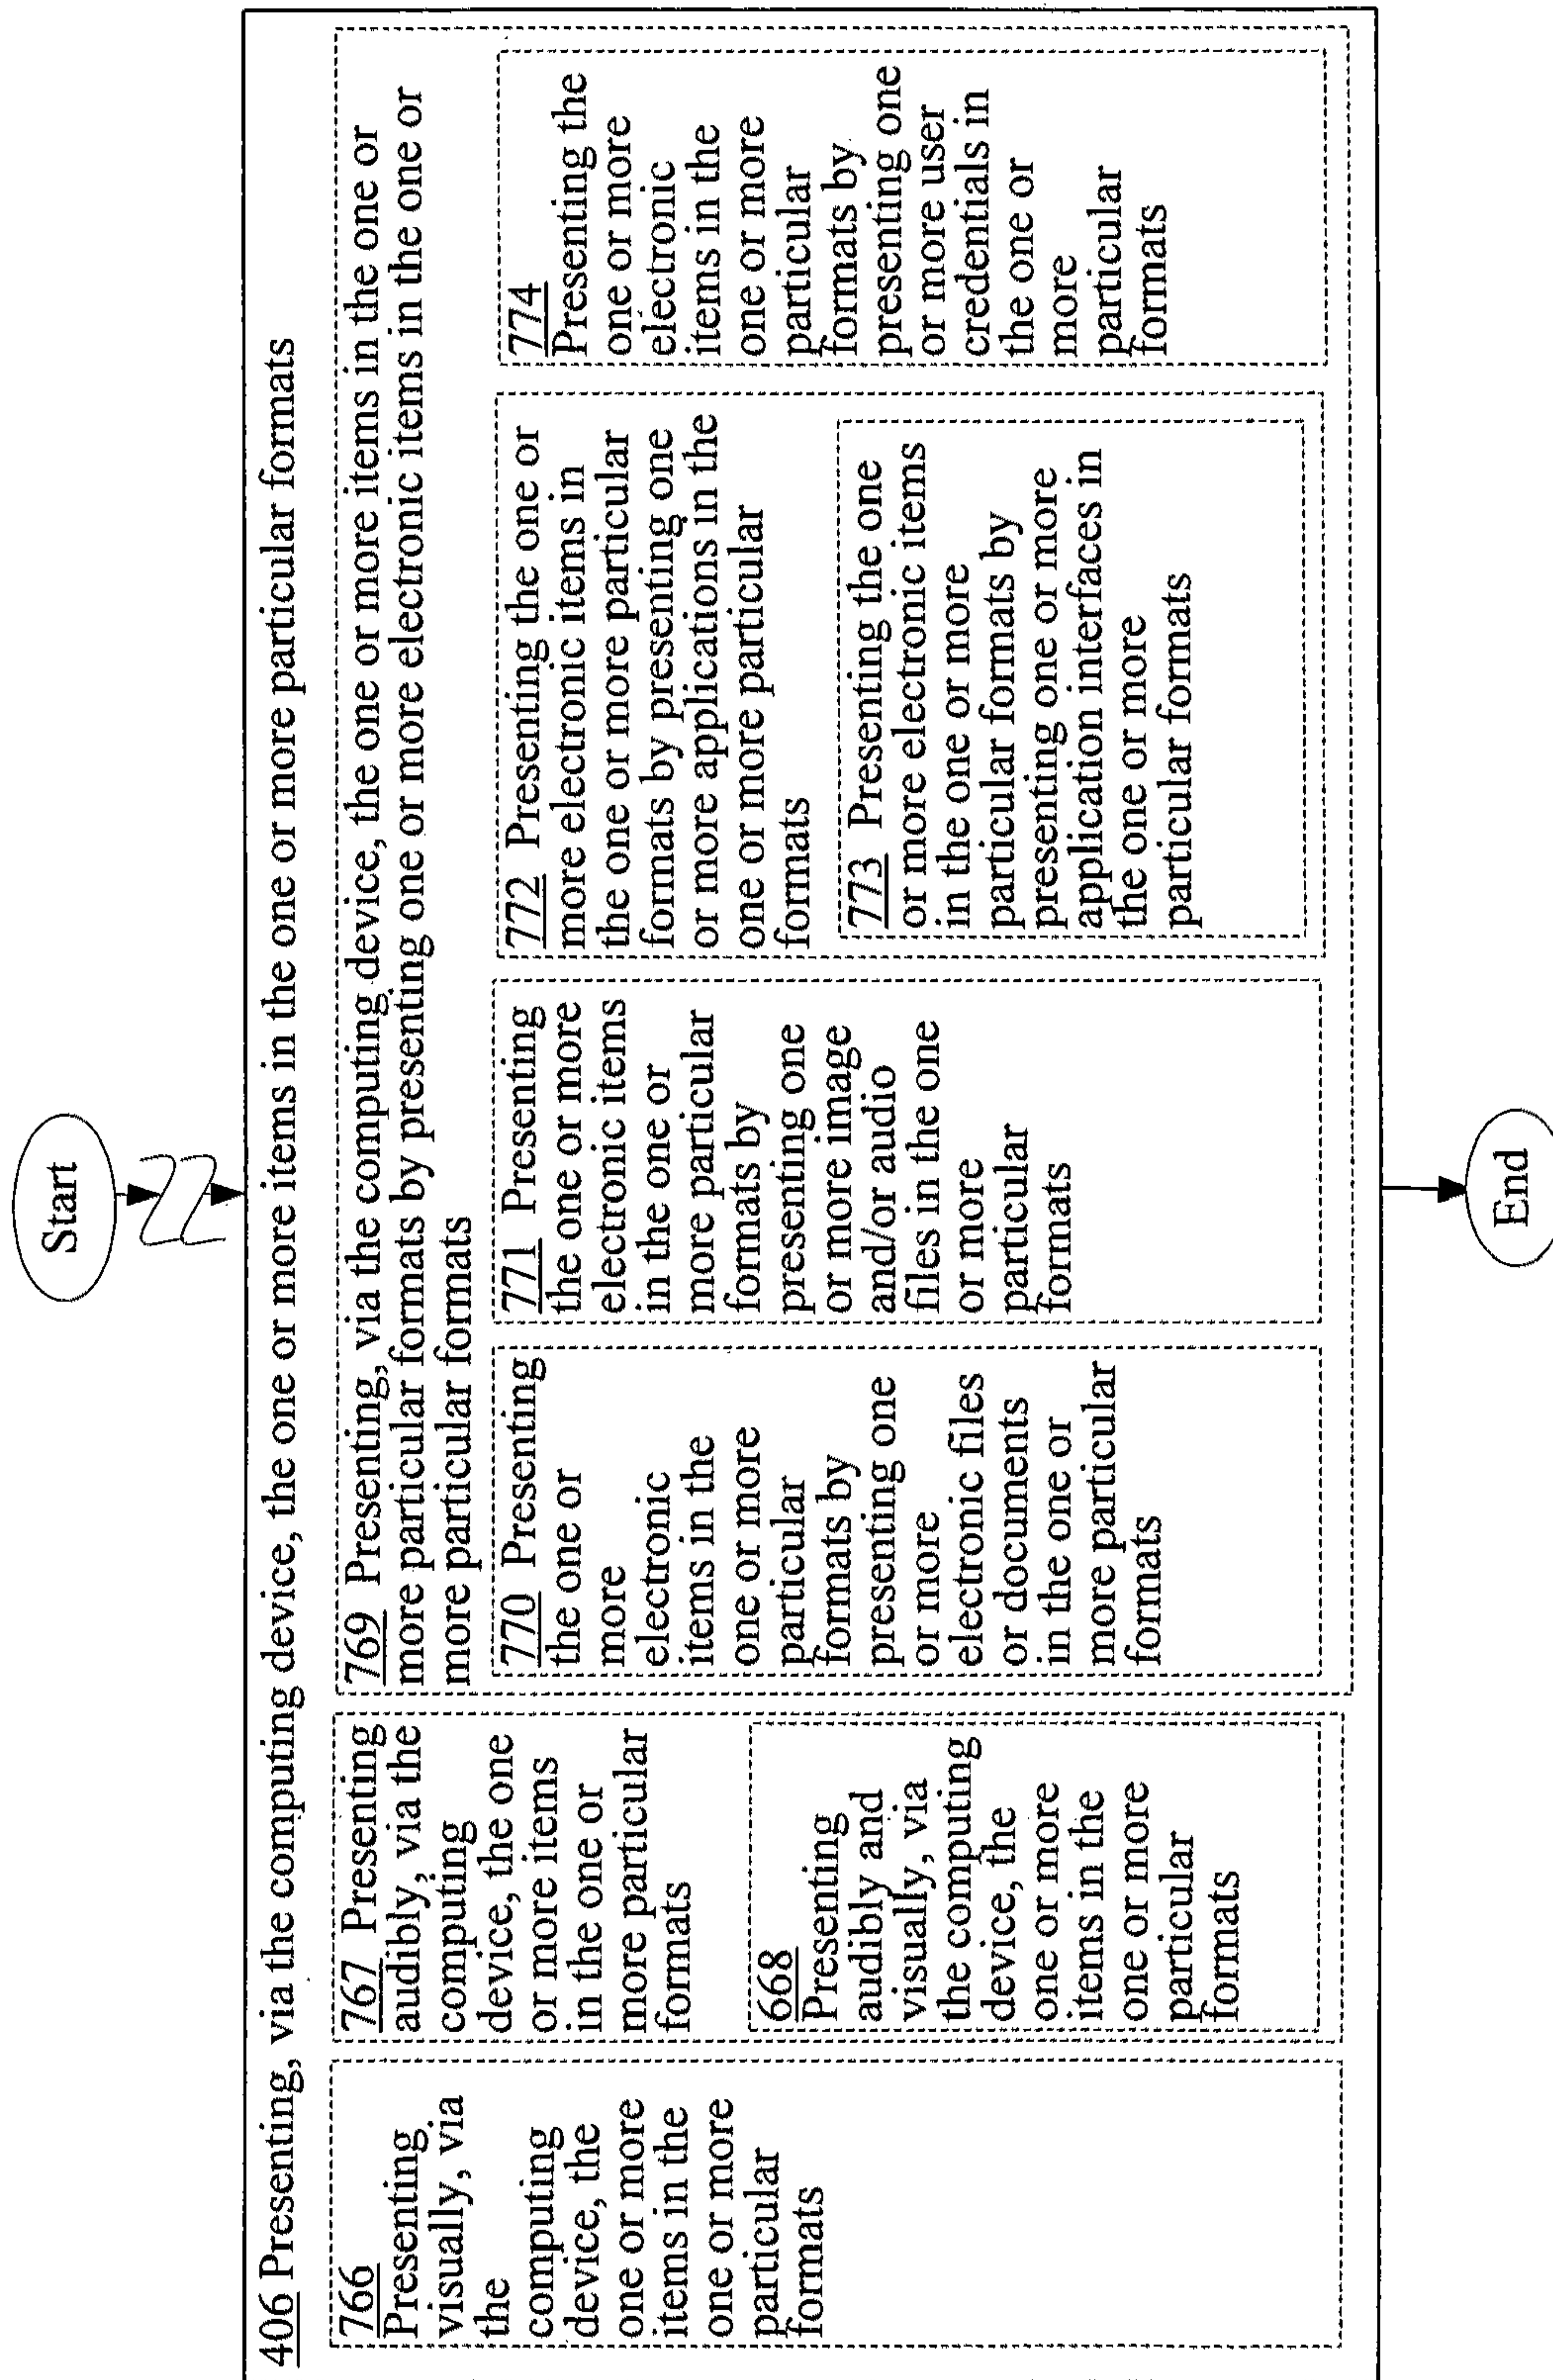 Start
406 Presenting, via the computing device, the one or more items in the one or more particular formats
766
Presenting
visually, via
the
computing
device, the
one or more
items in the
one or more
particular
formats
767 Presenting
audibly, via the
computing
device, the one
or more items
in the one or
more particular
formats
668
Presenting
audibly and
visually, via
the computing
device, the
one or more
items in the
one or more
particular
formats
769 Presenting, via the computing device, the one or more items in the one or
more particular formats by presenting one or more electronic items in the one or
more particular formats
770 Presenting
the one or
more
electronic
items in the
one or more
particular
formats by
presenting one
or more
electronic files
or documents
in the one or
more particular
formats
771 Presenting
the one or more
electronic items
in the one or
more particular
formats by
presenting one
or more image
and/or audio
files in the one
or more
particular
formats
772 Presenting the one or
more electronic items in
the one or more particular
formats by presenting one
or more applications in the
one or more particular
formats
773 Presenting the one
or more electronic items
in the one or more
particular formats by
presenting one or more
application interfaces in
the one or more
particular formats
774
Presenting the
one or more
electronic
items in the
one or more
particular
formats by
presenting one
or more user
credentials in
the one or
more
particular
formats
End